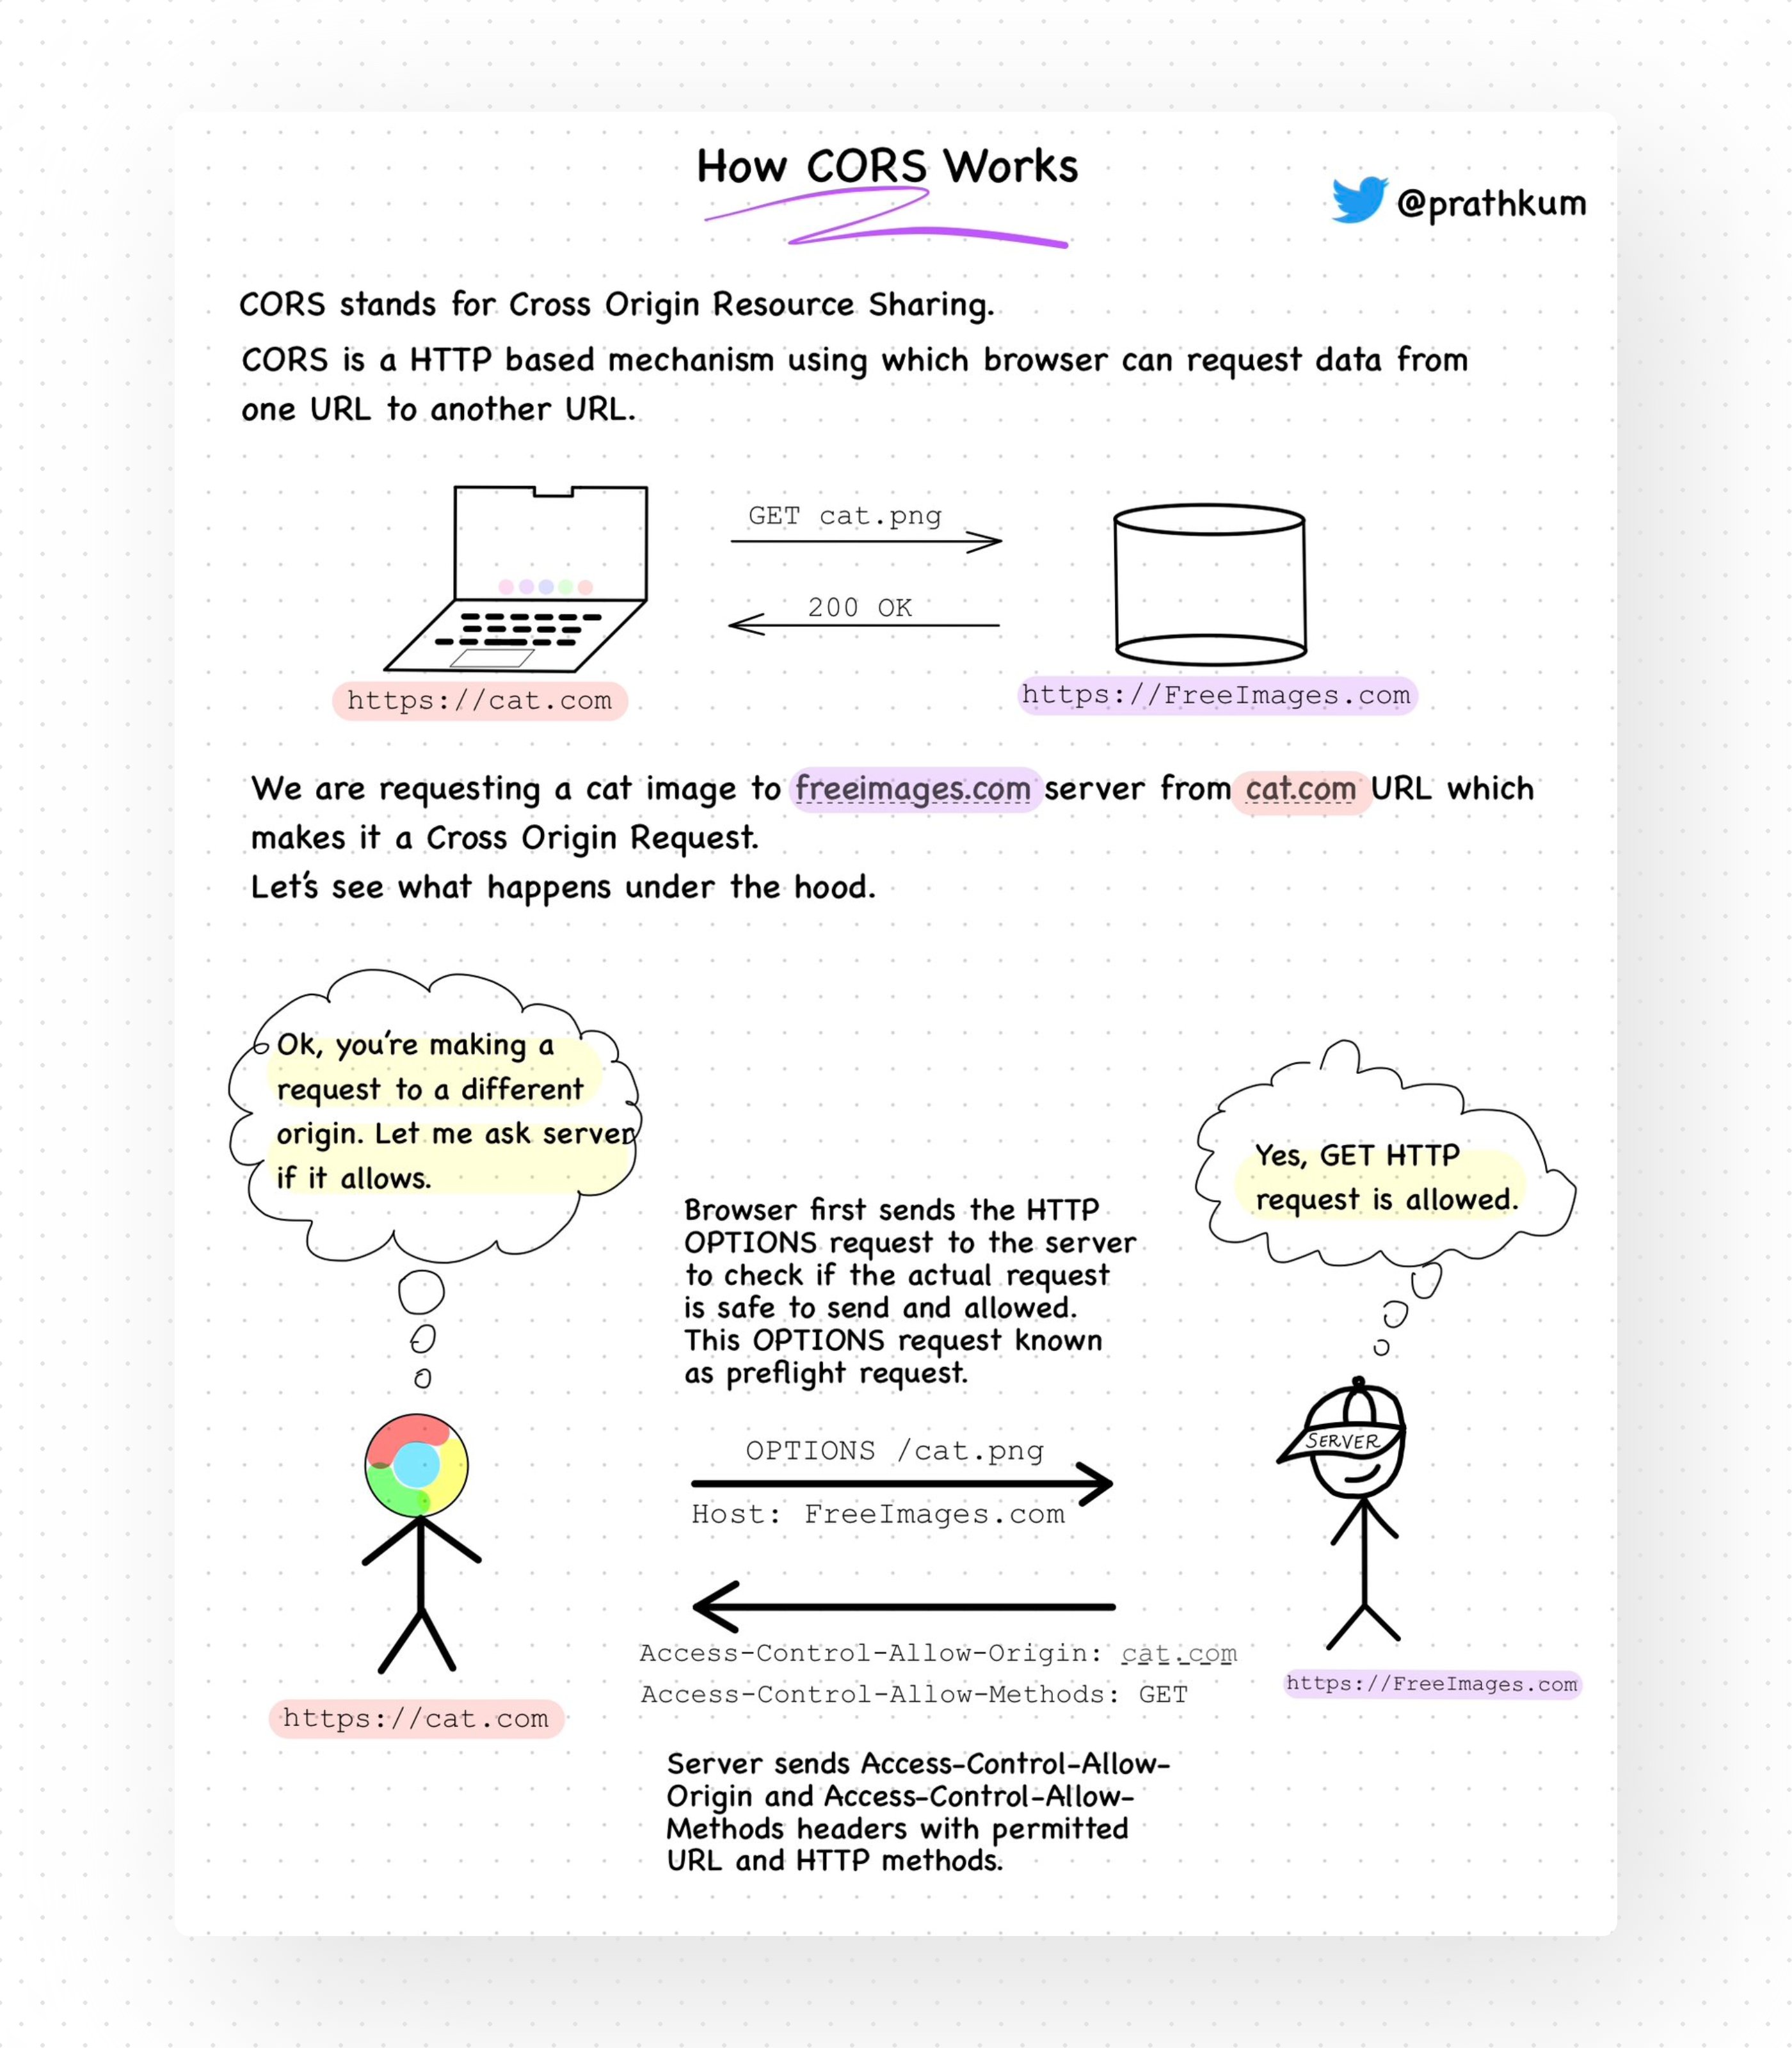 How CORS Works
@prathkum
CORS stands for Cross Origin Resource Sharing.
CORS is a HTTP based mechanism using which browser can request data from
one URL to another URL.
GET cat.png
200 OK
https://cat.com
https://FreeImages.com
We are requesting a cat image to freeimages.com server from cat.com URL which
makes it a Cross Origin Request.
Let's see what happens under the hood.
Ok, you're making a
request to a different
origin. Let me ask server
if it allows.
Yes, GET HTTP
request is allowed.
Browser first sends the HTTP
OPTIONS request to the server
to check if the actual request
is safe to send and allowed.
This OPTIONS request known
as preflight request.
SERVER
OPTIONS /cat.png
Host: FreeImages.com
Access-Control-Allow-Origin: cat.com
Access-Control-Allow-Methods: GET
https://cat.com
https://FreeImages.com
Server sends Access-Control-Allow-
Origin and Access-Control-Allow-
Methods headers with permitted
URL and HTTP methods.